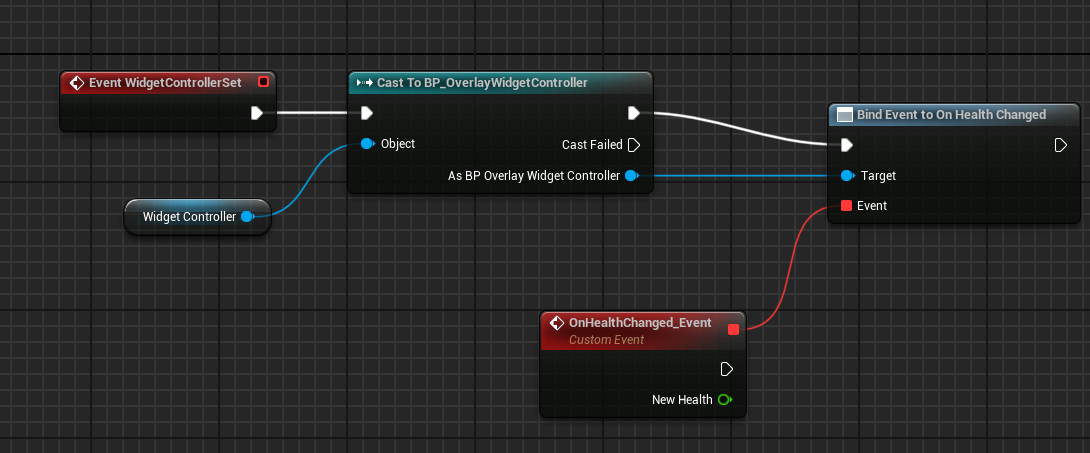 Event WidgetControllerSet
Cast To BP_OverlayWidgetController
Bind Event to On Health Changed
Object
Cast Failed
As BP Overlay Widget Controller
Target
Event
Widget Controller
OnHealthChanged_Event
Custom Event
New Health